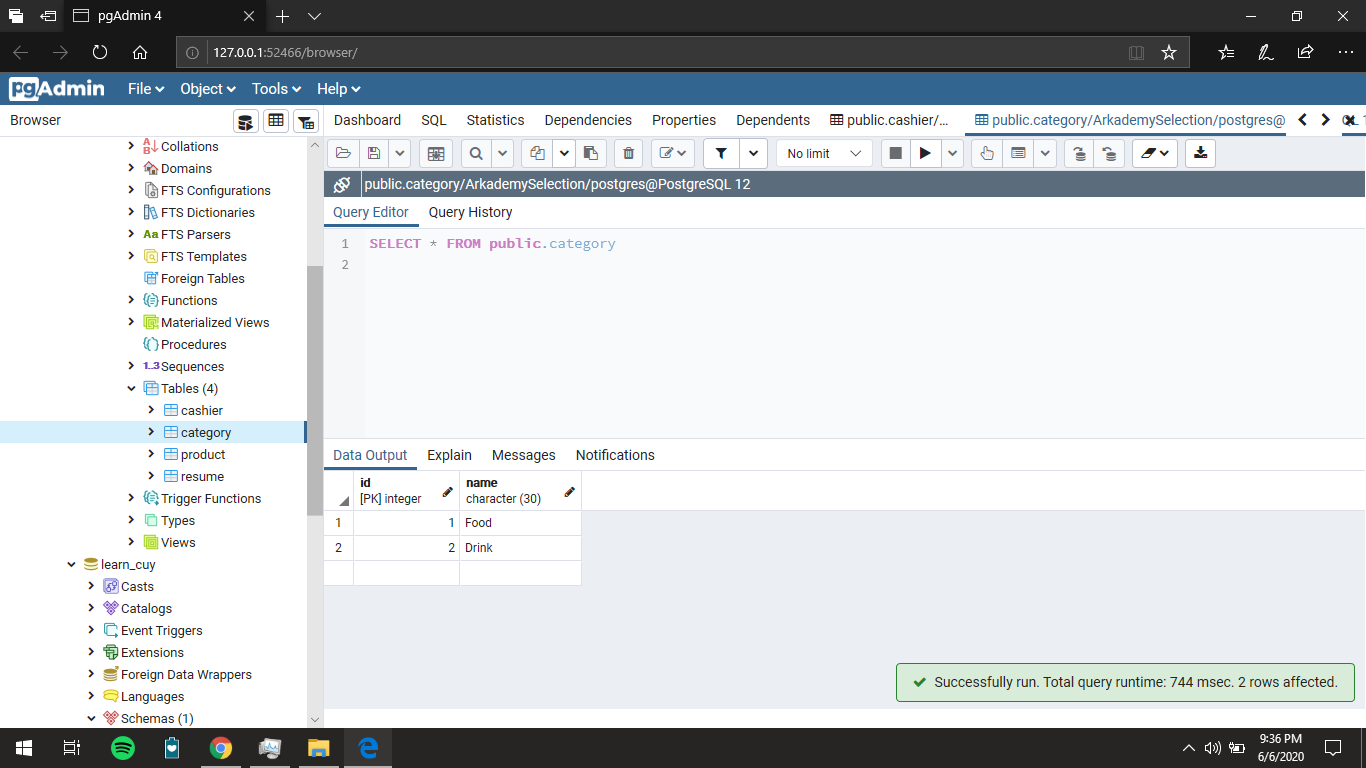 pgAdmin 4
127.0.0.1:52466/browser/
pgAdmin File Object Tools Help
Browser
Collations
Domains
FTS Configurations
FTS Dictionaries
Aa FTS Parsers
FTS Templates
Foreign Tables
Functions
Materialized Views
Procedures
1..3 Sequences
Tables (4)
cashier
category
product
resume
Trigger Functions
Types
Views
learn_cuy
Casts
Catalogs
Event Triggers
Extensions
Foreign Data Wrappers
Languages
Schemas (1)
Dashboard SQL Statistics Dependencies Properties Dependents public.cashier/... public.category/ArkademySelection/postgres@
No limit
public.category/ArkademySelection/postgres@PostgreSQL 12
Query Editor Query History
1 SELECT * FROM public.category
2
Data Output Explain Messages Notifications
id name
[PK] integer character (30)
1 1 Food
2 2 Drink
Successfully run. Total query runtime: 744 msec. 2 rows affected.
9:36 PM
6/6/2020